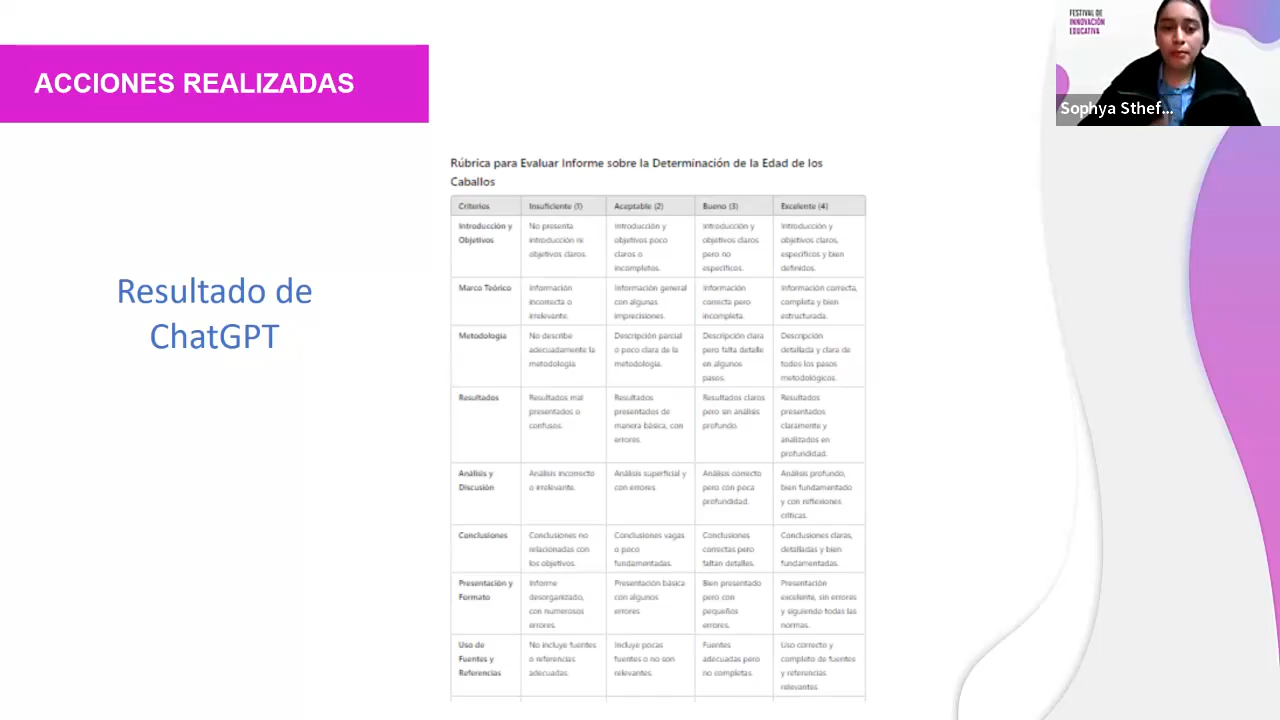 FESTIVAL DE
INNOVACIÓN
EDUCATIVA
Sophya Sthef...
ACCIONES REALIZADAS
Resultado de
ChatGPT
Rúbrica para Evaluar Informe sobre la Determinación de la Edad de los
Caballos
Criterios Insuficiente (1) Aceptable (2) Bueno (3) Excelente (4)
Introducción y No presenta Introducción y Introducción y Introducción y
Objetivos introducción ni objetivos poco objetivos claros objetivos claros,
objetivos claros. claros o pero no específicos y bien
incompletos. específicos. definidos.
Marco Teórico Información Información general Información Información correcta,
incorrecta o con algunas correcta pero completa y bien
irrelevante. imprecisiones. incompleta. estructurada.
Metodología No describe Descripción parcial Descripción clara Descripción
adecuadamente la o poco clara de la pero falta detalle detallada y clara de
metodología metodología. en algunos todos los pasos
pasos. metodológicos.
Resultados Resultados mal Resultados Resultados claros Resultados
presentados o presentados de pero sin análisis presentados
confusos. manera básica, con profundo. claramente y
errores. analizados en
profundidad.
Análisis y Análisis incorrecto Análisis superficial y Análisis correcto Análisis profundo,
Discusión o irrelevante. con errores pero con poca bien fundamentado
profundidad. y con reflexiones
críticas.
Conclusiones Conclusiones no Conclusiones vagas Conclusiones Conclusiones claras,
relacionadas con o poco correctas pero detalladas y bien
los objetivos. fundamentadas. faltan detalles. fundamentadas.
Presentación y Informe Presentación básica Bien presentado Presentación
Formato desorganizado, con algunos pero con excelente, sin errores
con numerosos errores pequeños y siguiendo todas las
errores. errores. normas.
Uso de No incluye fuentes Incluye pocas Fuentes Uso correcto y
Fuentes y o referencias fuentes o no son adecuadas pero completo de fuentes
Referencias adecuadas. relevantes. no completas. y referencias
relevantes